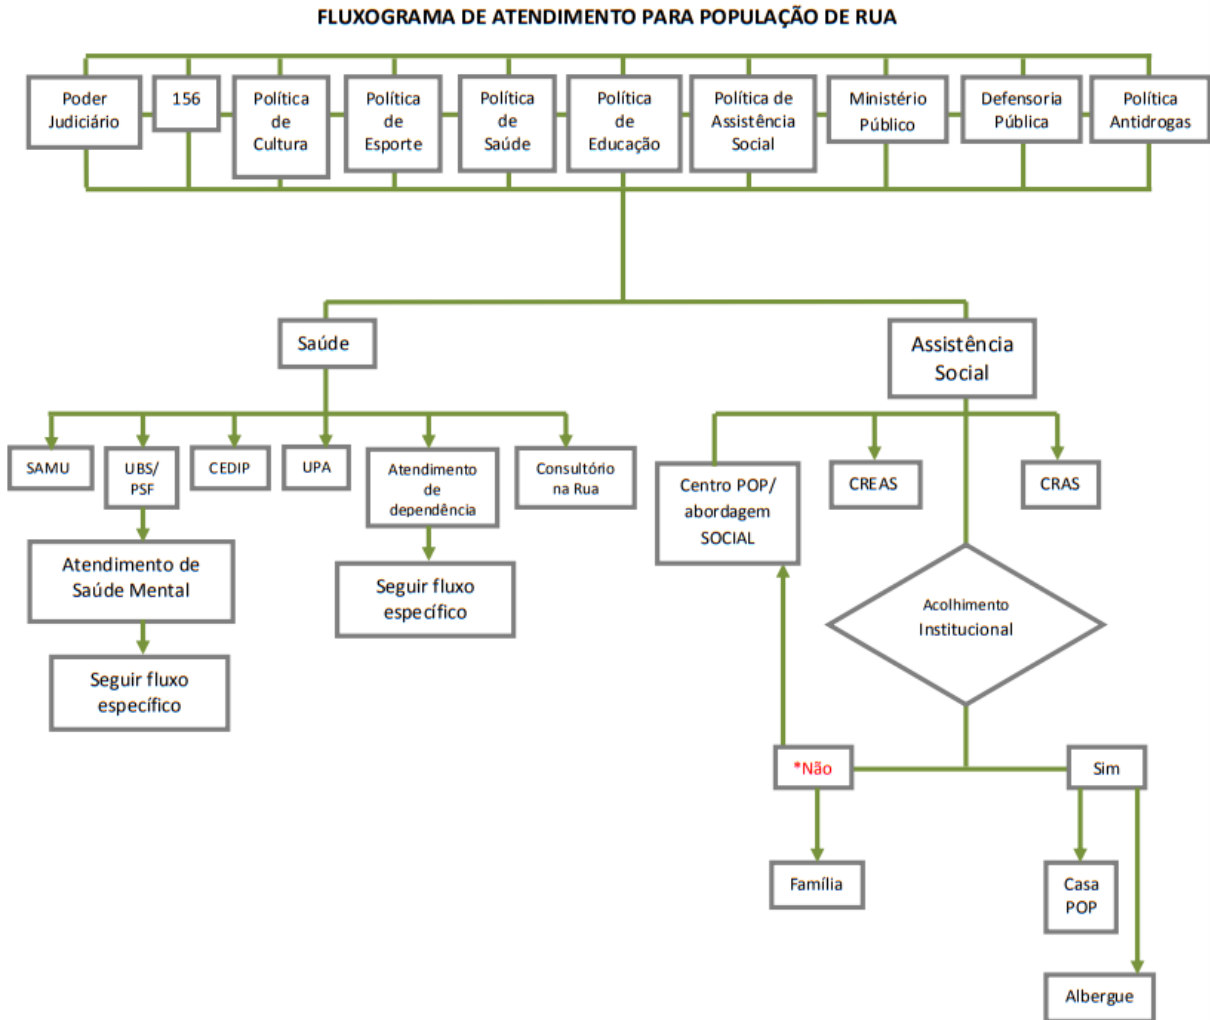 FLUXOGRAMA DE ATENDIMENTO PARA POPULAÇÃO DE RUA
Poder
Judiciário
156
Política
de
Cultura
Política
de
Esporte
Política
de
Saúde
Política
de
Educação
Política de
Assistência
Social
Ministério
Público
Defensoria
Pública
Política
Antidrogas
Saúde
Assistência
Social
SAMU
UBS/
PSF
CEDIP
UPA
Atendimento
de
dependência
Consultório
na Rua
Centro POP/
abordagem
SOCIAL
CREAS
CRAS
Atendimento de
Saúde Mental
Seguir fluxo
específico
Seguir fluxo
específico
Acolhimento
Institucional
*Não
Sim
Família
Casa
POP
Albergue